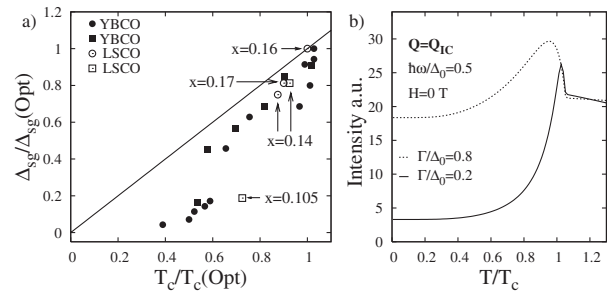 a)
YBCO
YBCO
LSCO
LSCO
x=0.16
x=0.17
x=0.14
x=0.105
Δsg/Δsg(Opt)
1.2
1
0.8
0.6
0.4
0.2
0
0 0.2 0.4 0.6 0.8 1
Tc/Tc(Opt)
b)
Q=QIC
ℏω/Δ0=0.5
H=0 T
Γ/Δ0=0.8
Γ/Δ0=0.2
Intensity a.u.
30
25
20
15
10
5
0
0 0.2 0.4 0.6 0.8 1 1.2
T/Tc